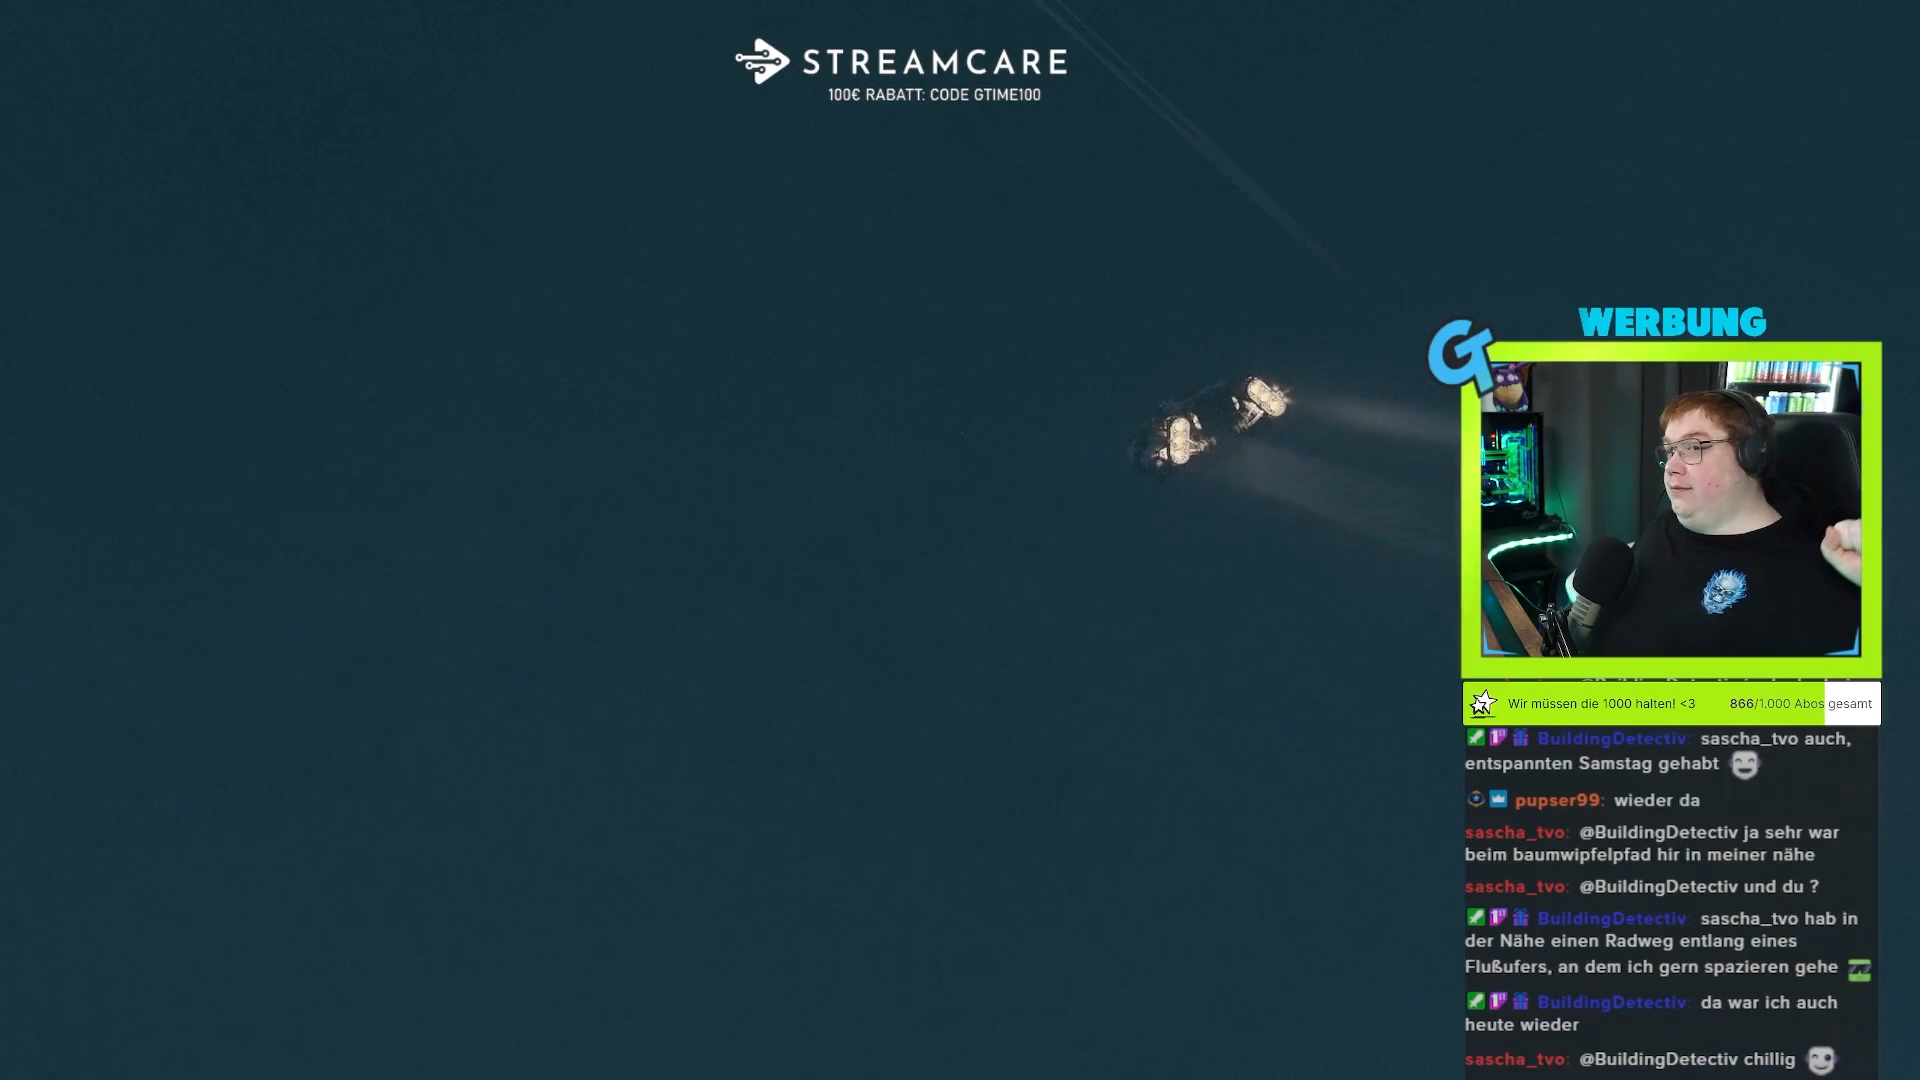 STREAMCARE
100€ RABATT: CODE GTIME100
WERBUNG
GT
Wir müssen die 1000 halten! <3 866/1.000 Abos gesamt
BuildingDetectiv: sascha_tvo auch,
entspannten Samstag gehabt
pupser99: wieder da
sascha_tvo: @BuildingDetectiv ja sehr war
beim baumwipfelpfad hir in meiner nähe
sascha_tvo: @BuildingDetectiv und du ?
BuildingDetectiv: sascha_tvo hab in
der Nähe einen Radweg entlang eines
Flußufers, an dem ich gern spazieren gehe
BuildingDetectiv: da war ich auch
heute wieder
sascha_tvo: @BuildingDetectiv chillig